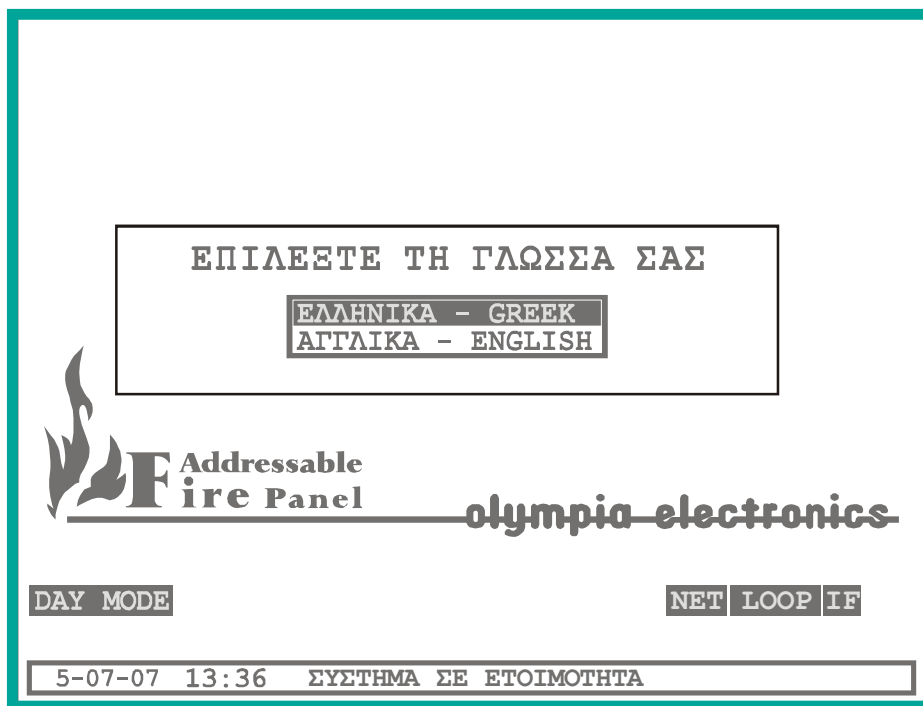 ΕΠΙΛΕΞΤΕ ΤΗ ΓΛΩΣΣΑ ΣΑΣ
ΕΛΛΗΝΙΚΑ - GREEK
ΑΓΓΛΙΚΑ - ENGLISH
Addressable
Fire Panel
olympia electronics
DAY MODE NET LOOP IF
5-07-07 13:36 ΣΥΣΤΗΜΑ ΣΕ ΕΤΟΙΜΟΤΗΤΑ